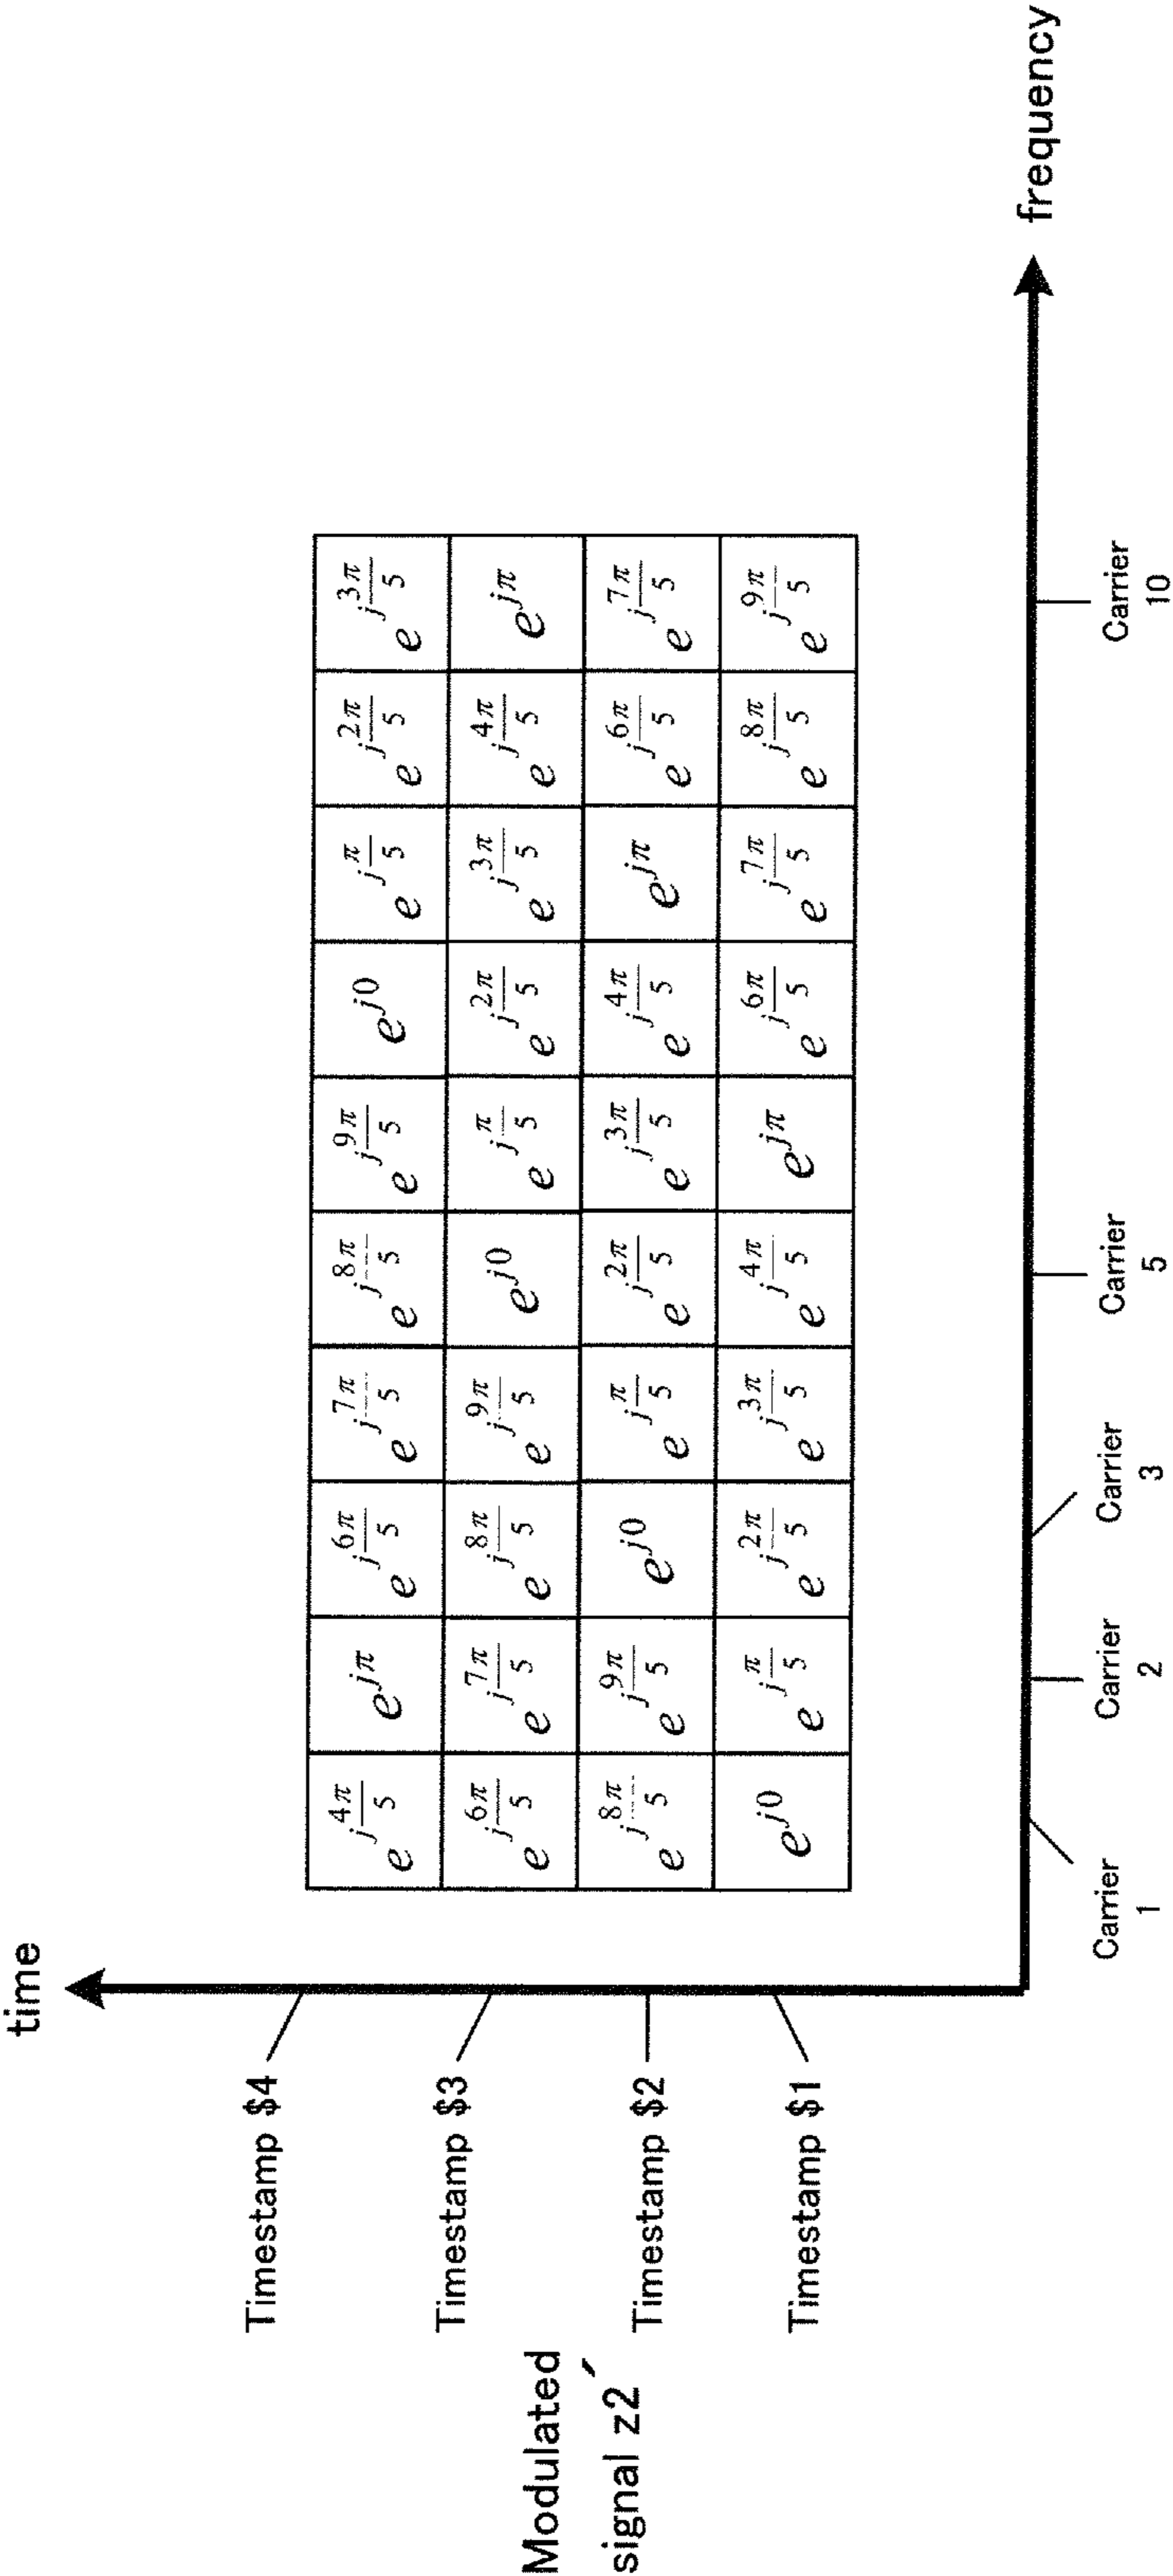 time
Modulated
signal z2′
Timestamp $4
e^{j4π/5} e^{jπ} e^{j6π/5} e^{j7π/5} e^{j8π/5} e^{j9π/5} e^{j0} e^{jπ/5} e^{j2π/5} e^{j3π/5}
Timestamp $3
e^{j6π/5} e^{j7π/5} e^{j8π/5} e^{j9π/5} e^{j0} e^{jπ/5} e^{j2π/5} e^{j3π/5} e^{j4π/5} e^{jπ}
Timestamp $2
e^{j8π/5} e^{j9π/5} e^{j0} e^{jπ/5} e^{j2π/5} e^{j3π/5} e^{j4π/5} e^{jπ} e^{j6π/5} e^{j7π/5}
Timestamp $1
e^{j0} e^{jπ/5} e^{j2π/5} e^{j3π/5} e^{j4π/5} e^{jπ} e^{j6π/5} e^{j7π/5} e^{j8π/5} e^{j9π/5}
frequency
Carrier
1
Carrier
2
Carrier
3
Carrier
5
Carrier
10